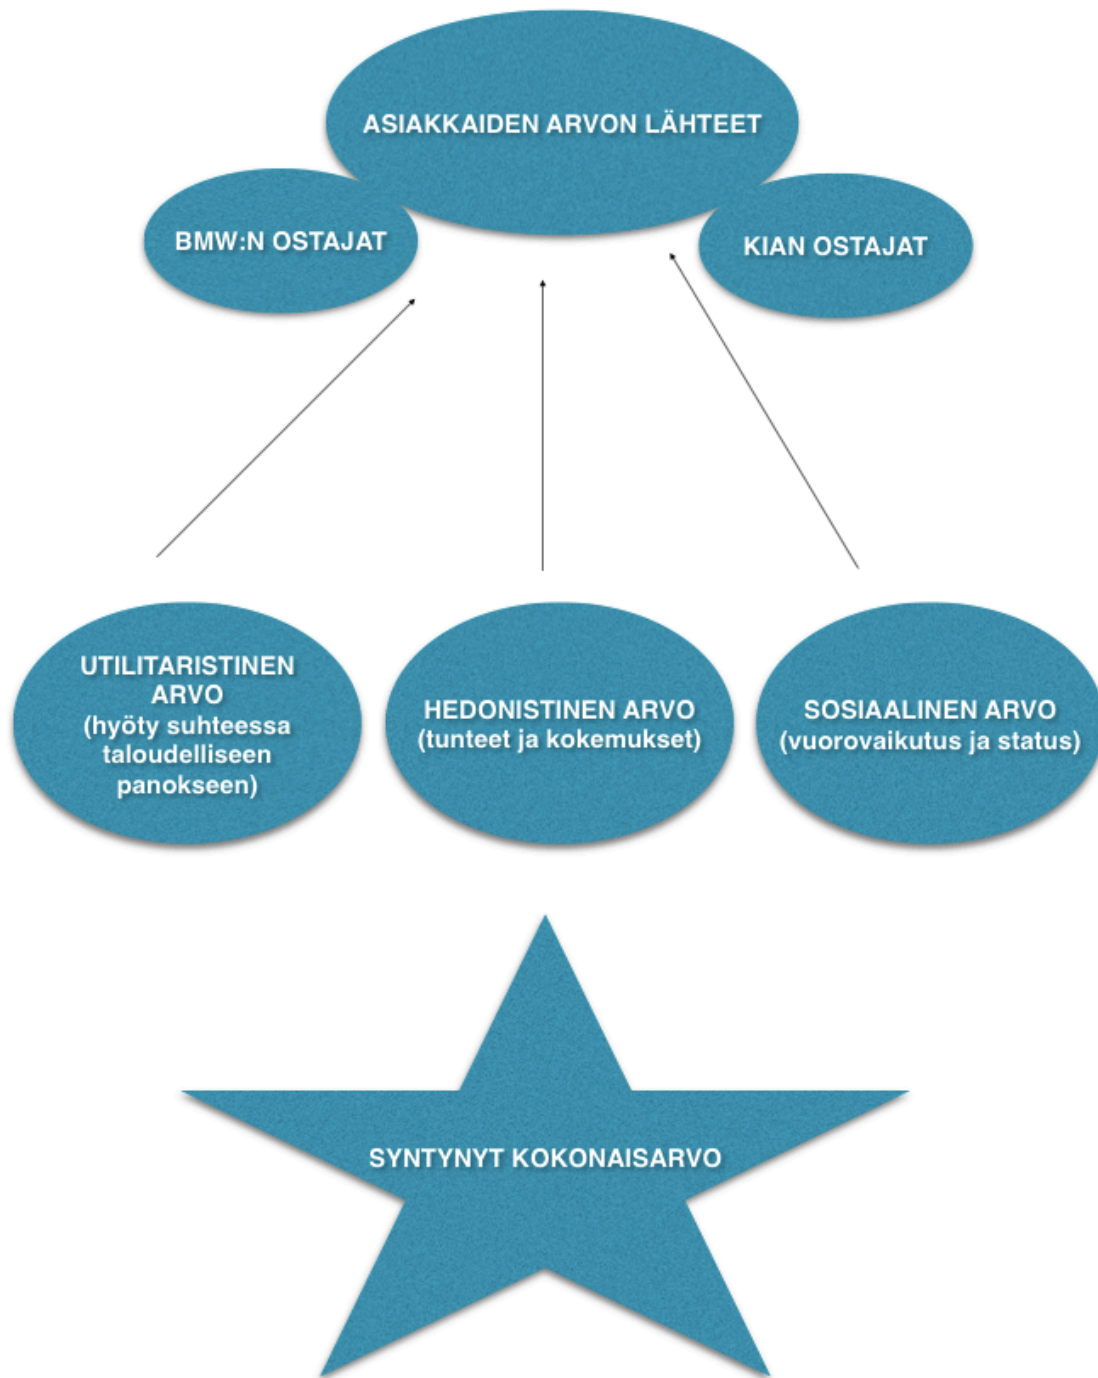 ASIAKKAIDEN ARVON LÄHTEET
BMW:N OSTAJAT
KIAN OSTAJAT
UTILITARISTINEN
ARVO
(hyöty suhteessa
taloudelliseen
panokseen)
HEDONISTINEN ARVO
(tunteet ja kokemukset)
SOSIAALINEN ARVO
(vuorovaikutus ja status)
SYNTYNYT KOKONAISARVO